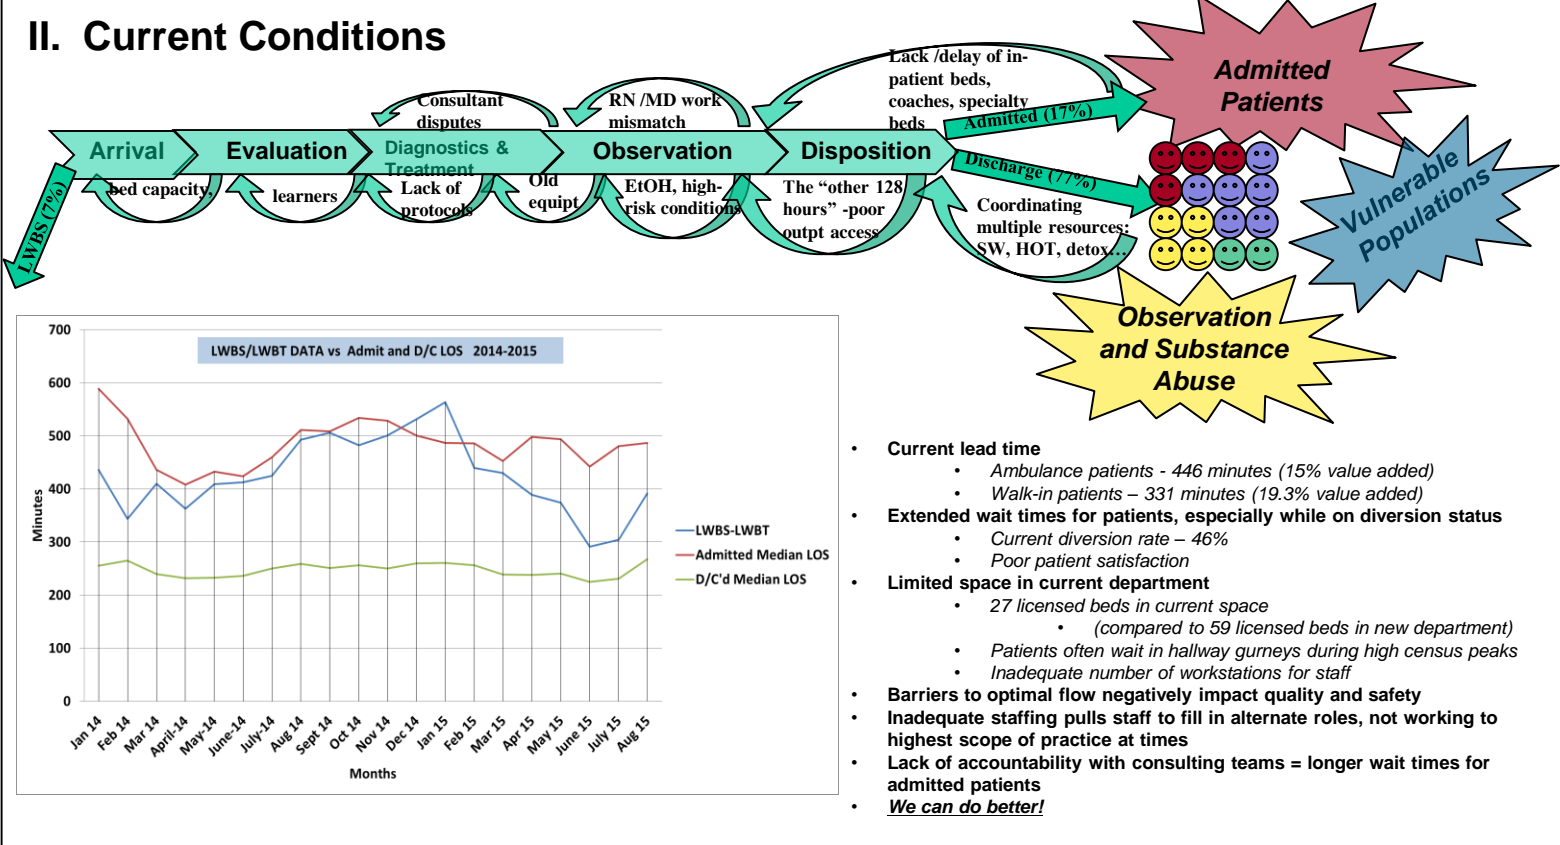 II. Current Conditions
Consultant
disputes
RN /MD work
mismatch
Lack /delay of in-
patient beds,
coaches, specialty
beds
Admitted (17%)
Admitted
Patients
Arrival
Evaluation
Diagnostics &
Treatment
Observation
Disposition
Discharge (77%)
Vulnerable
Populations
LWBS (7%)
bed capacity,
learners
Lack of
protocols
Old
equipt
EtOH, high-
risk conditions
The “other 128
hours” -poor
outpt access
Coordinating
multiple resources:
SW, HOT, detox…
Observation
and Substance
Abuse
LWBS/LWBT DATA vs Admit and D/C LOS 2014-2015
700
600
500
400
300
200
100
0
Minutes
Jan 14
Feb 14
Mar 14
April-14
May-14
June-14
July-14
Aug 14
Sept 14
Oct 14
Nov 14
Dec 14
Jan 15
Feb 15
Mar 15
Apr 15
May 15
June 15
July 15
Aug 15
Months
LWBS-LWBT
Admitted Median LOS
D/C'd Median LOS
• Current lead time
• Ambulance patients - 446 minutes (15% value added)
• Walk-in patients – 331 minutes (19.3% value added)
• Extended wait times for patients, especially while on diversion status
• Current diversion rate – 46%
• Poor patient satisfaction
• Limited space in current department
• 27 licensed beds in current space
• (compared to 59 licensed beds in new department)
• Patients often wait in hallway gurneys during high census peaks
• Inadequate number of workstations for staff
• Barriers to optimal flow negatively impact quality and safety
• Inadequate staffing pulls staff to fill in alternate roles, not working to
highest scope of practice at times
• Lack of accountability with consulting teams = longer wait times for
admitted patients
• We can do better!